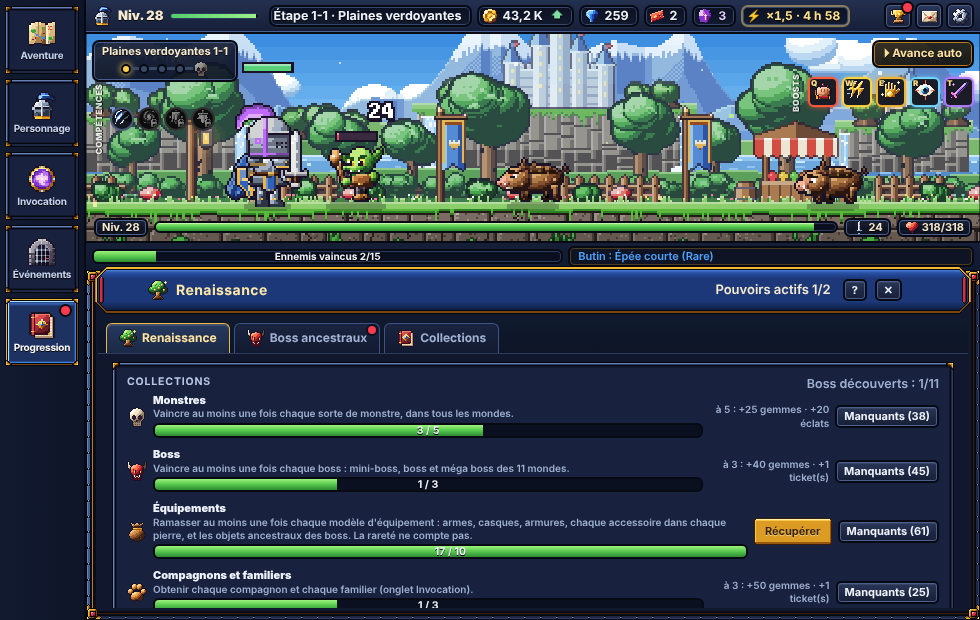 Aventure
Personnage
Invocation
Événements
Progression
Niv. 28
Étape 1-1 · Plaines verdoyantes
43,2 K
259
2
3
×1,5 · 4 h 58
Plaines verdoyantes 1-1
Avance auto
COMPÉTENCES
BOOSTS
24
Niv. 28
24
318/318
Ennemis vaincus 2/15
Butin : Épée courte (Rare)
Renaissance
Pouvoirs actifs 1/2
?
×
Renaissance
Boss ancestraux
Collections
COLLECTIONS
Boss découverts : 1/11
Monstres
Vaincre au moins une fois chaque sorte de monstre, dans tous les mondes.
3 / 5
à 5 : +25 gemmes · +20
éclats
Manquants (38)
Boss
Vaincre au moins une fois chaque boss : mini-boss, boss et méga boss des 11 mondes.
1 / 3
à 3 : +40 gemmes · +1
ticket(s)
Manquants (45)
Équipements
Ramasser au moins une fois chaque modèle d'équipement : armes, casques, armures, chaque accessoire dans chaque
pierre, et les objets ancestraux des boss. La rareté ne compte pas.
17 / 10
Récupérer
Manquants (61)
Compagnons et familiers
Obtenir chaque compagnon et chaque familier (onglet Invocation).
1 / 3
à 3 : +50 gemmes · +1
ticket(s)
Manquants (25)